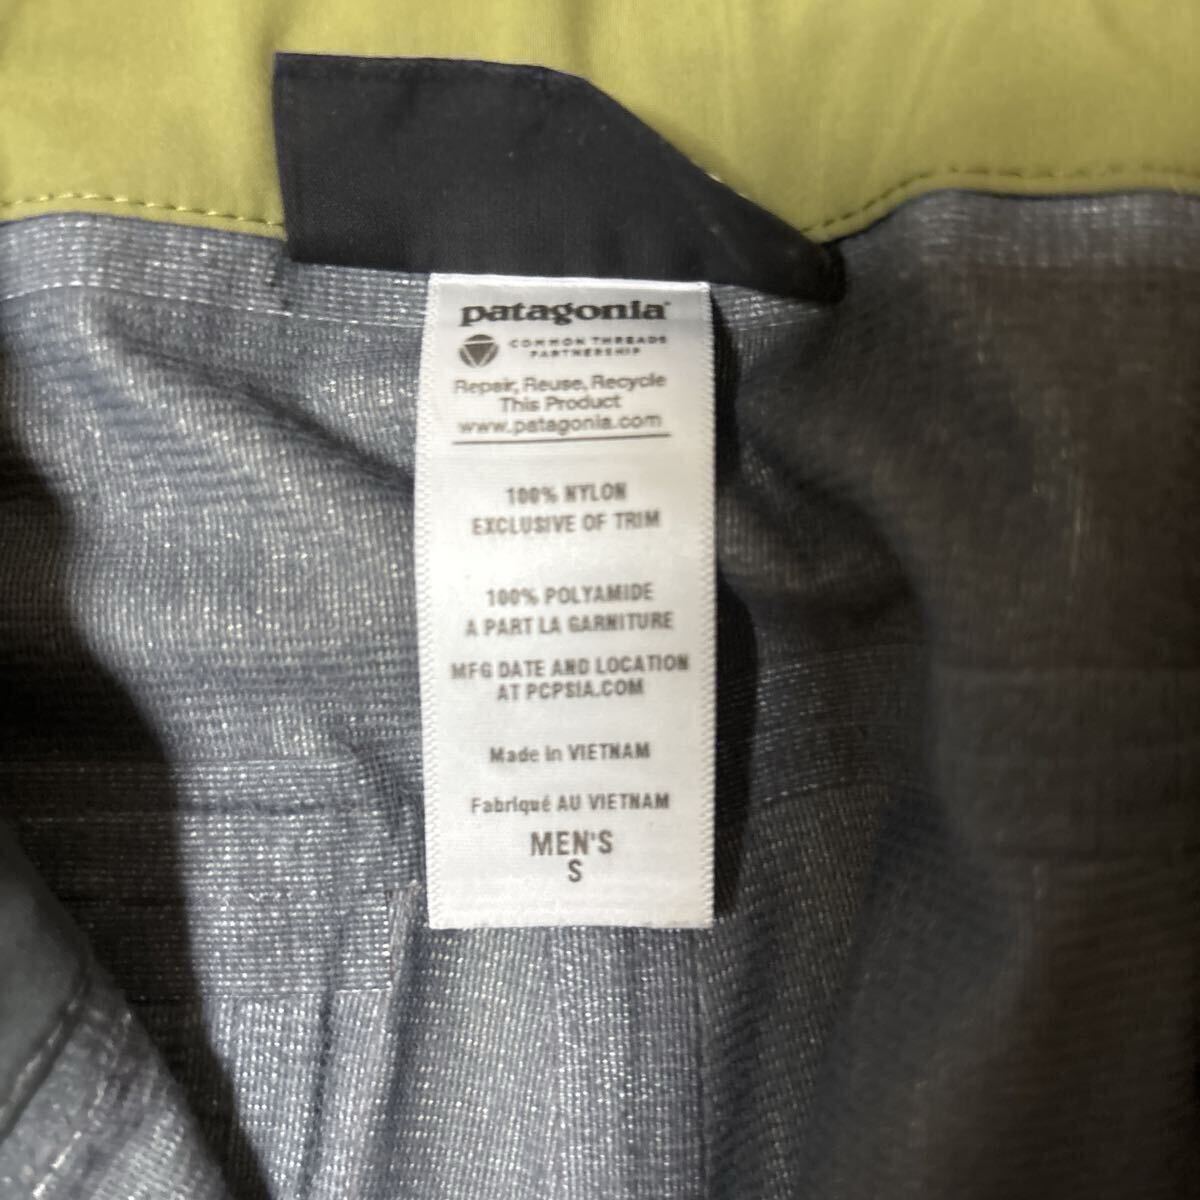 patagonia
COMMON THREADS
PARTNERSHIP
Repair, Reuse, Recycle
This Product
www.patagonia.com
100% NYLON
EXCLUSIVE OF TRIM
100% POLYAMIDE
A PART LA GARNITURE
MFG DATE AND LOCATION
AT PCPSIA.COM
Made in VIETNAM
Fabriqué AU VIETNAM
MEN'S
S